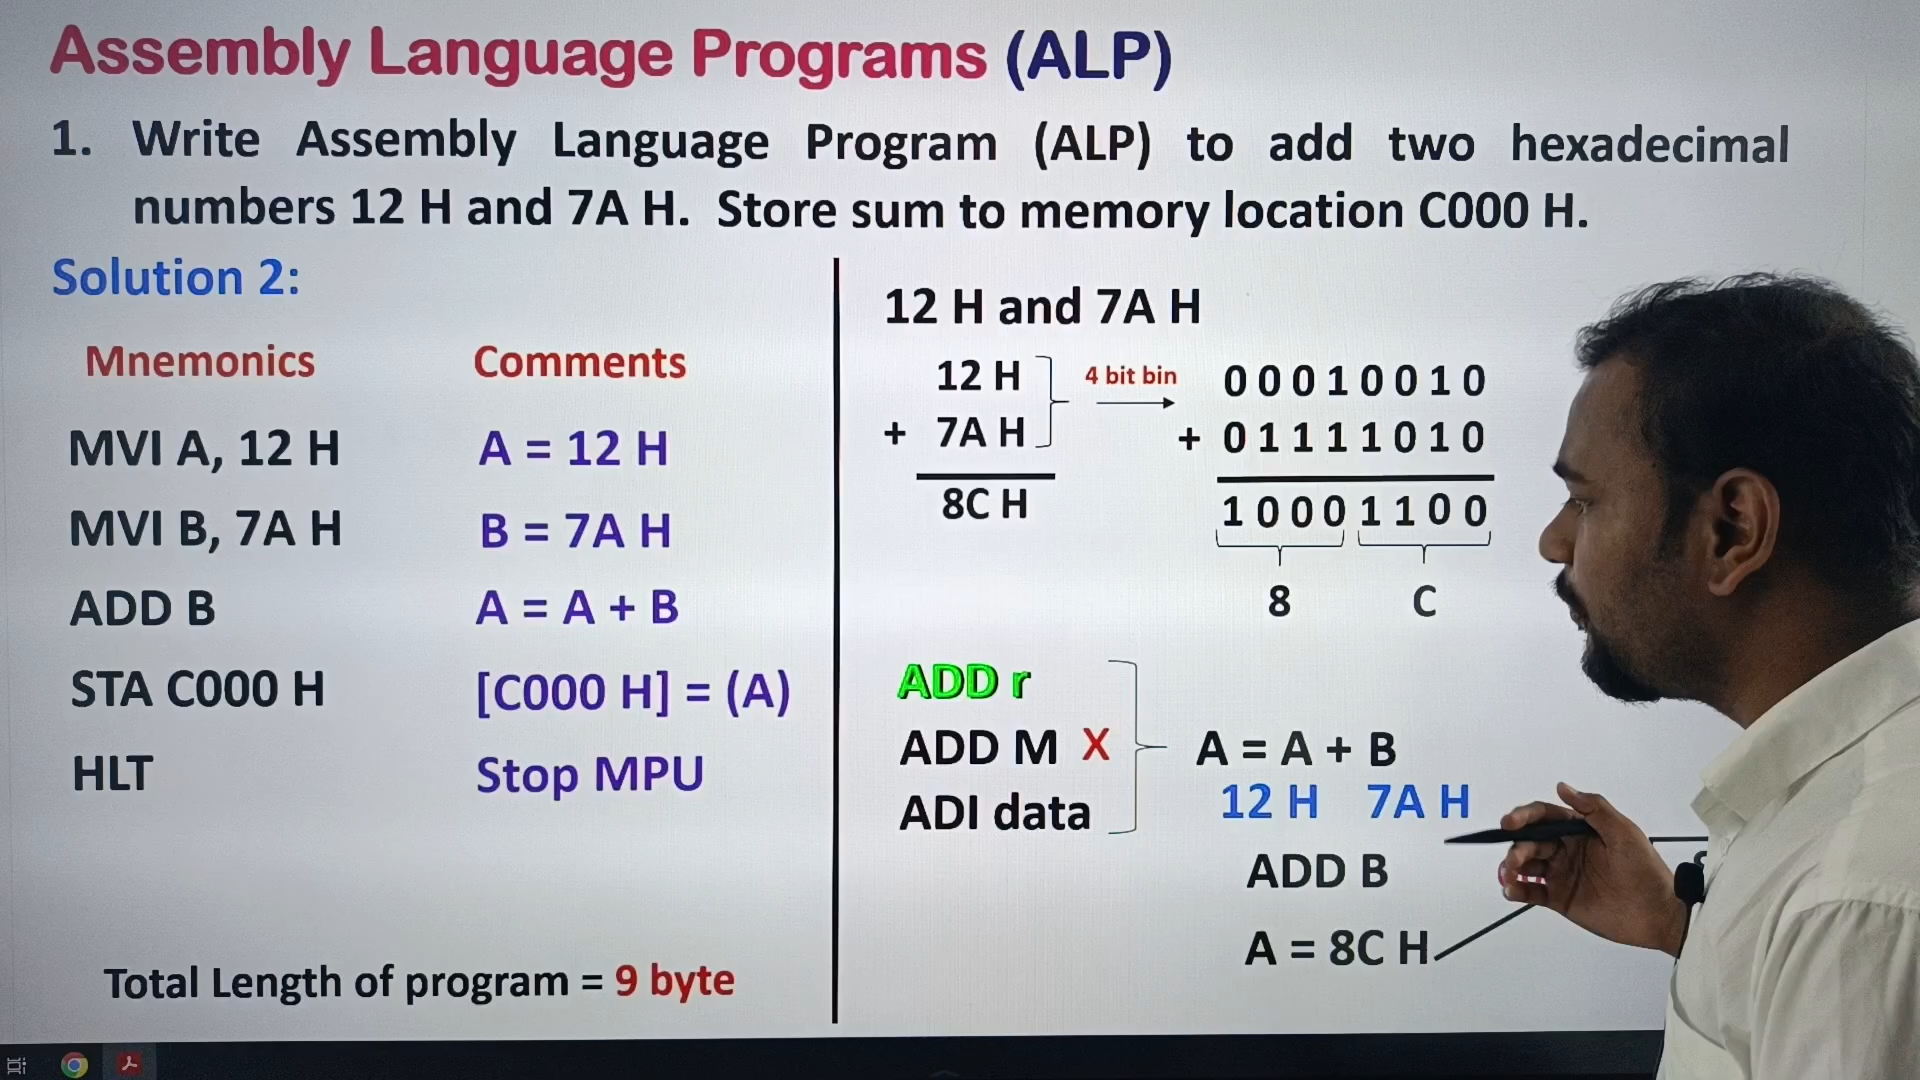 Assembly Language Programs (ALP)
1. Write Assembly Language Program (ALP) to add two hexadecimal
numbers 12 H and 7A H. Store sum to memory location C000 H.
Solution 2:
Mnemonics Comments
MVI A, 12 H A = 12 H
MVI B, 7A H B = 7A H
ADD B A = A + B
STA C000 H [C000 H] = (A)
HLT Stop MPU
Total Length of program = 9 byte
12 H and 7A H
12 H 4 bit bin 0 0 0 1 0 0 1 0
+ 7A H + 0 1 1 1 1 0 1 0
8C H 1 0 0 0 1 1 0 0
8 C
ADD r
ADD M X
ADI data
A = A + B
12 H 7A H
ADD B
A = 8C H